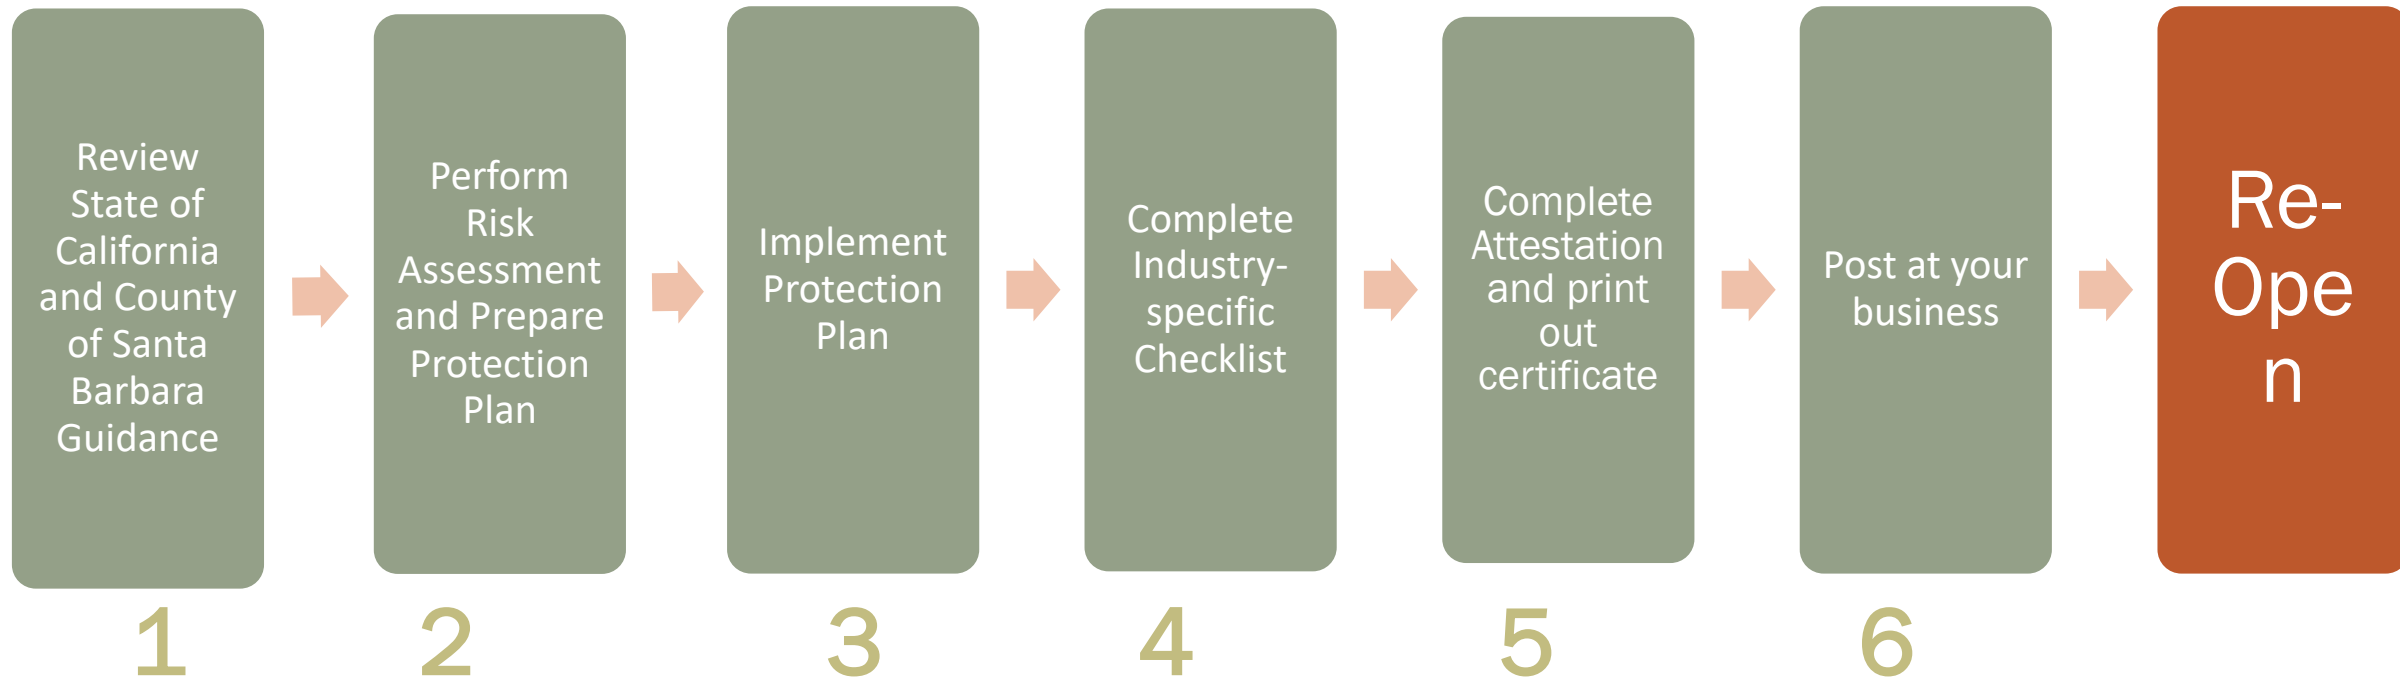 Review
State of
California
and County
of Santa
Barbara
Guidance
Perform
Risk
Assessment
and Prepare
Protection
Plan
Implement
Protection
Plan
Complete
Industry-
specific
Checklist
Complete
Attestation
and print
out
certificate
Post at your
business
Re-
Ope
n
1
2
3
4
5
6